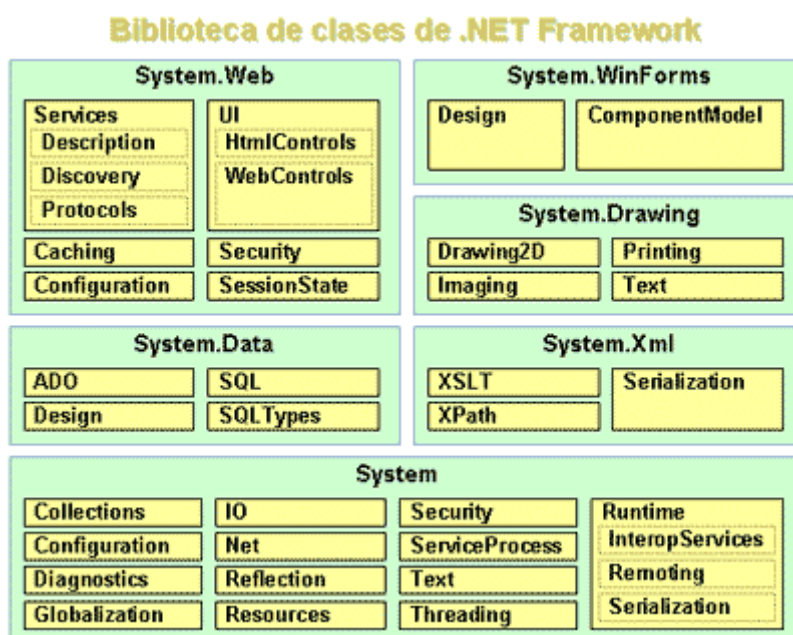 Biblioteca de clases de .NET Framework
System.Web
Services
Description
Discovery
Protocols
UI
HtmlControls
WebControls
Caching
Security
Configuration
SessionState
System.WinForms
Design
ComponentModel
System.Drawing
Drawing2D
Printing
Imaging
Text
System.Data
ADO
SQL
Design
SQLTypes
System.Xml
XSLT
Serialization
XPath
System
Collections
Configuration
Diagnostics
Globalization
IO
Net
Reflection
Resources
Security
ServiceProcess
Text
Threading
Runtime
InteropServices
Remoting
Serialization